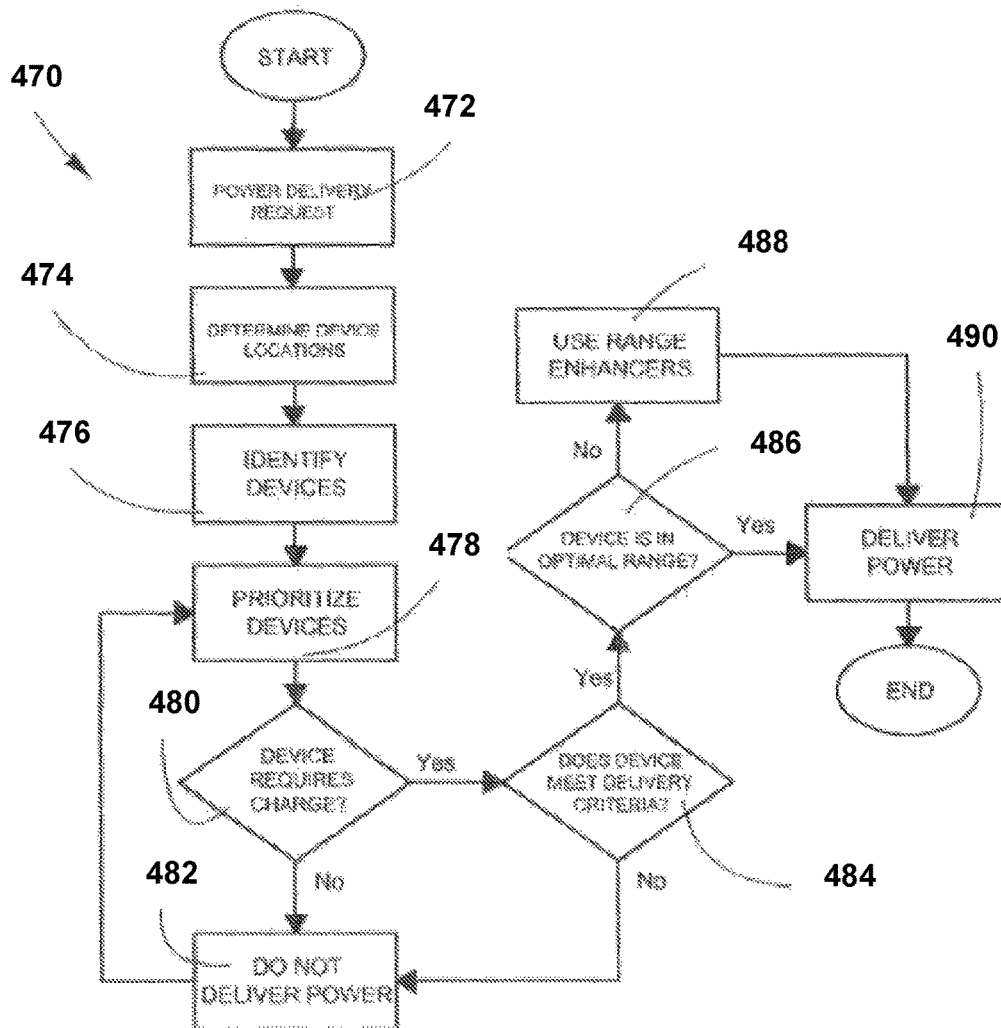 START
470
472
POWER DELIVERY
REQUEST
474
DETERMINE DEVICE
LOCATIONS
488
USE RANGE
ENHANCERS
490
476
IDENTIFY
DEVICES
No
486
478
DEVICE IS IN
OPTIMAL RANGE?
Yes
DELIVER
POWER
PRIORITIZE
DEVICES
Yes
END
480
DEVICE
REQUIRES
CHARGE?
Yes
DOES DEVICE
MEET DELIVERY
CRITERIA?
482
No
No
484
DO NOT
DELIVER POWER